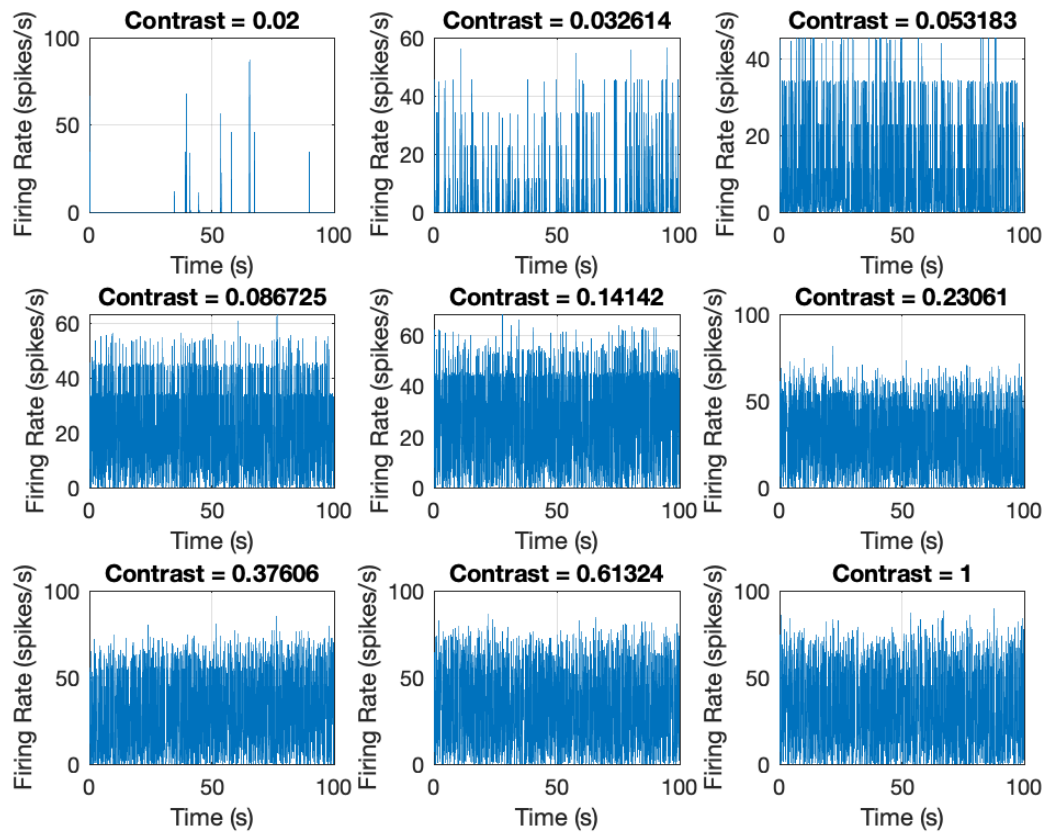 Contrast = 0.02
Firing Rate (spikes/s)
100
50
0
0 50 100
Time (s)
Contrast = 0.032614
Firing Rate (spikes/s)
60
40
20
0
0 50 100
Time (s)
Contrast = 0.053183
Firing Rate (spikes/s)
40
20
0
0 50 100
Time (s)
Contrast = 0.086725
Firing Rate (spikes/s)
60
40
20
0
0 50 100
Time (s)
Contrast = 0.14142
Firing Rate (spikes/s)
60
40
20
0
0 50 100
Time (s)
Contrast = 0.23061
Firing Rate (spikes/s)
100
50
0
0 50 100
Time (s)
Contrast = 0.37606
Firing Rate (spikes/s)
100
50
0
0 50 100
Time (s)
Contrast = 0.61324
Firing Rate (spikes/s)
100
50
0
0 50 100
Time (s)
Contrast = 1
Firing Rate (spikes/s)
100
50
0
0 50 100
Time (s)